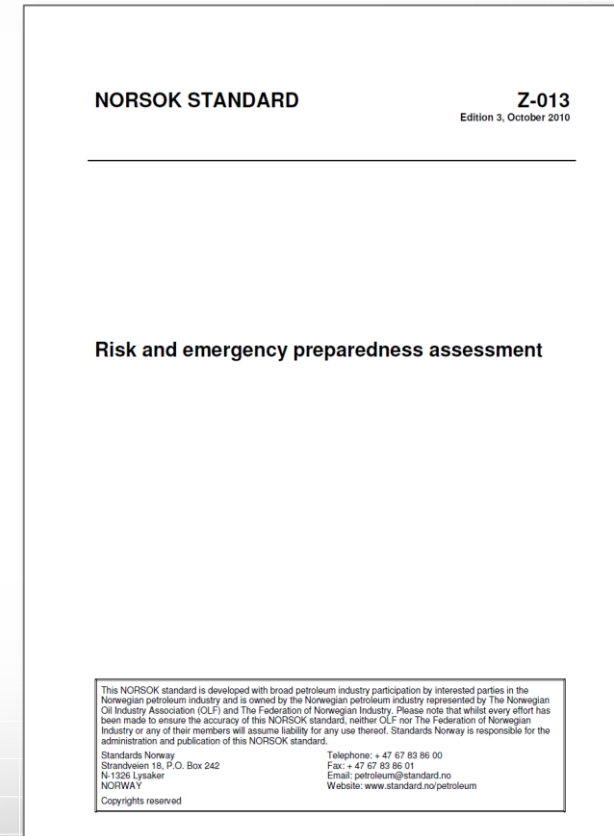 NORSOK STANDARD
Z-013
Edition 3, October 2010
Risk and emergency preparedness assessment
This NORSOK standard is developed with broad petroleum industry participation by interested parties in the
Norwegian petroleum industry and is owned by the Norwegian petroleum industry represented by The Norwegian
Oil Industry Association (OLF) and The Federation of Norwegian Industry. Please note that whilst every effort has
been made to ensure the accuracy of this NORSOK standard, neither OLF nor The Federation of Norwegian
Industry or any of their members will assume liability for any use thereof. Standards Norway is responsible for the
administration and publication of this NORSOK standard.
Standards Norway
Strandveien 18, P.O. Box 242
N-1326 Lysaker
NORWAY
Telephone: + 47 67 83 86 00
Fax: + 47 67 83 86 01
Email: petroleum@standard.no
Website: www.standard.no/petroleum
Copyrights reserved